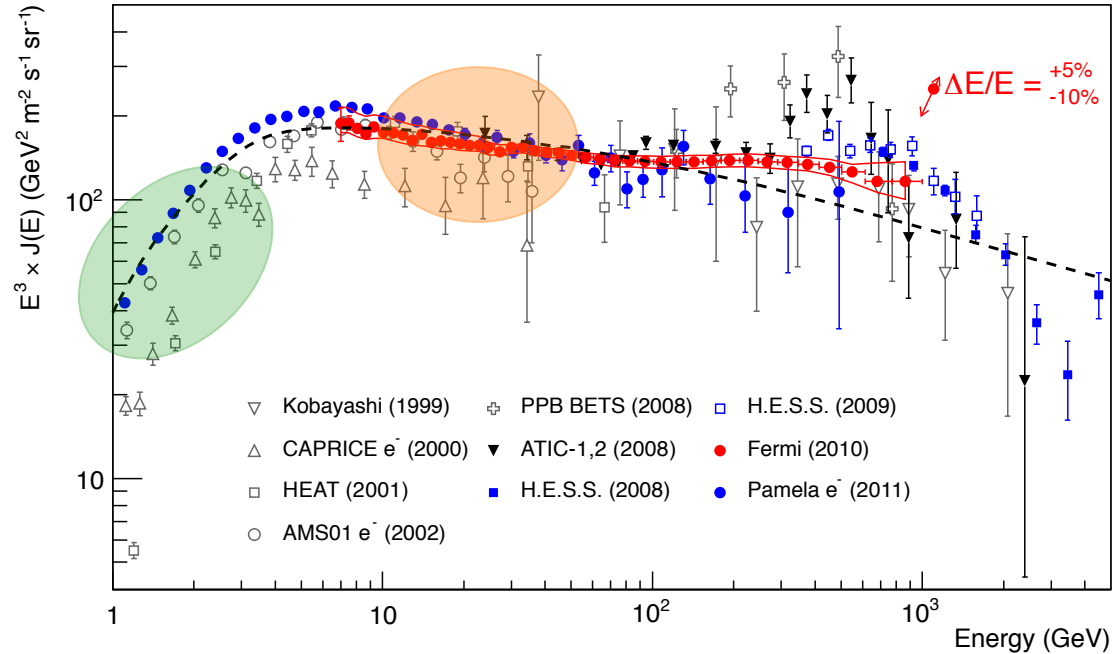 E³ × J(E) (GeV² m⁻² s⁻¹ sr⁻¹)
10²
10
ΔE/E = +5% -10%
Kobayashi (1999)
CAPRICE e⁻ (2000)
HEAT (2001)
AMS01 e⁻ (2002)
PPB BETS (2008)
ATIC-1,2 (2008)
H.E.S.S. (2008)
H.E.S.S. (2009)
Fermi (2010)
Pamela e⁻ (2011)
1 10 10² 10³
Energy (GeV)